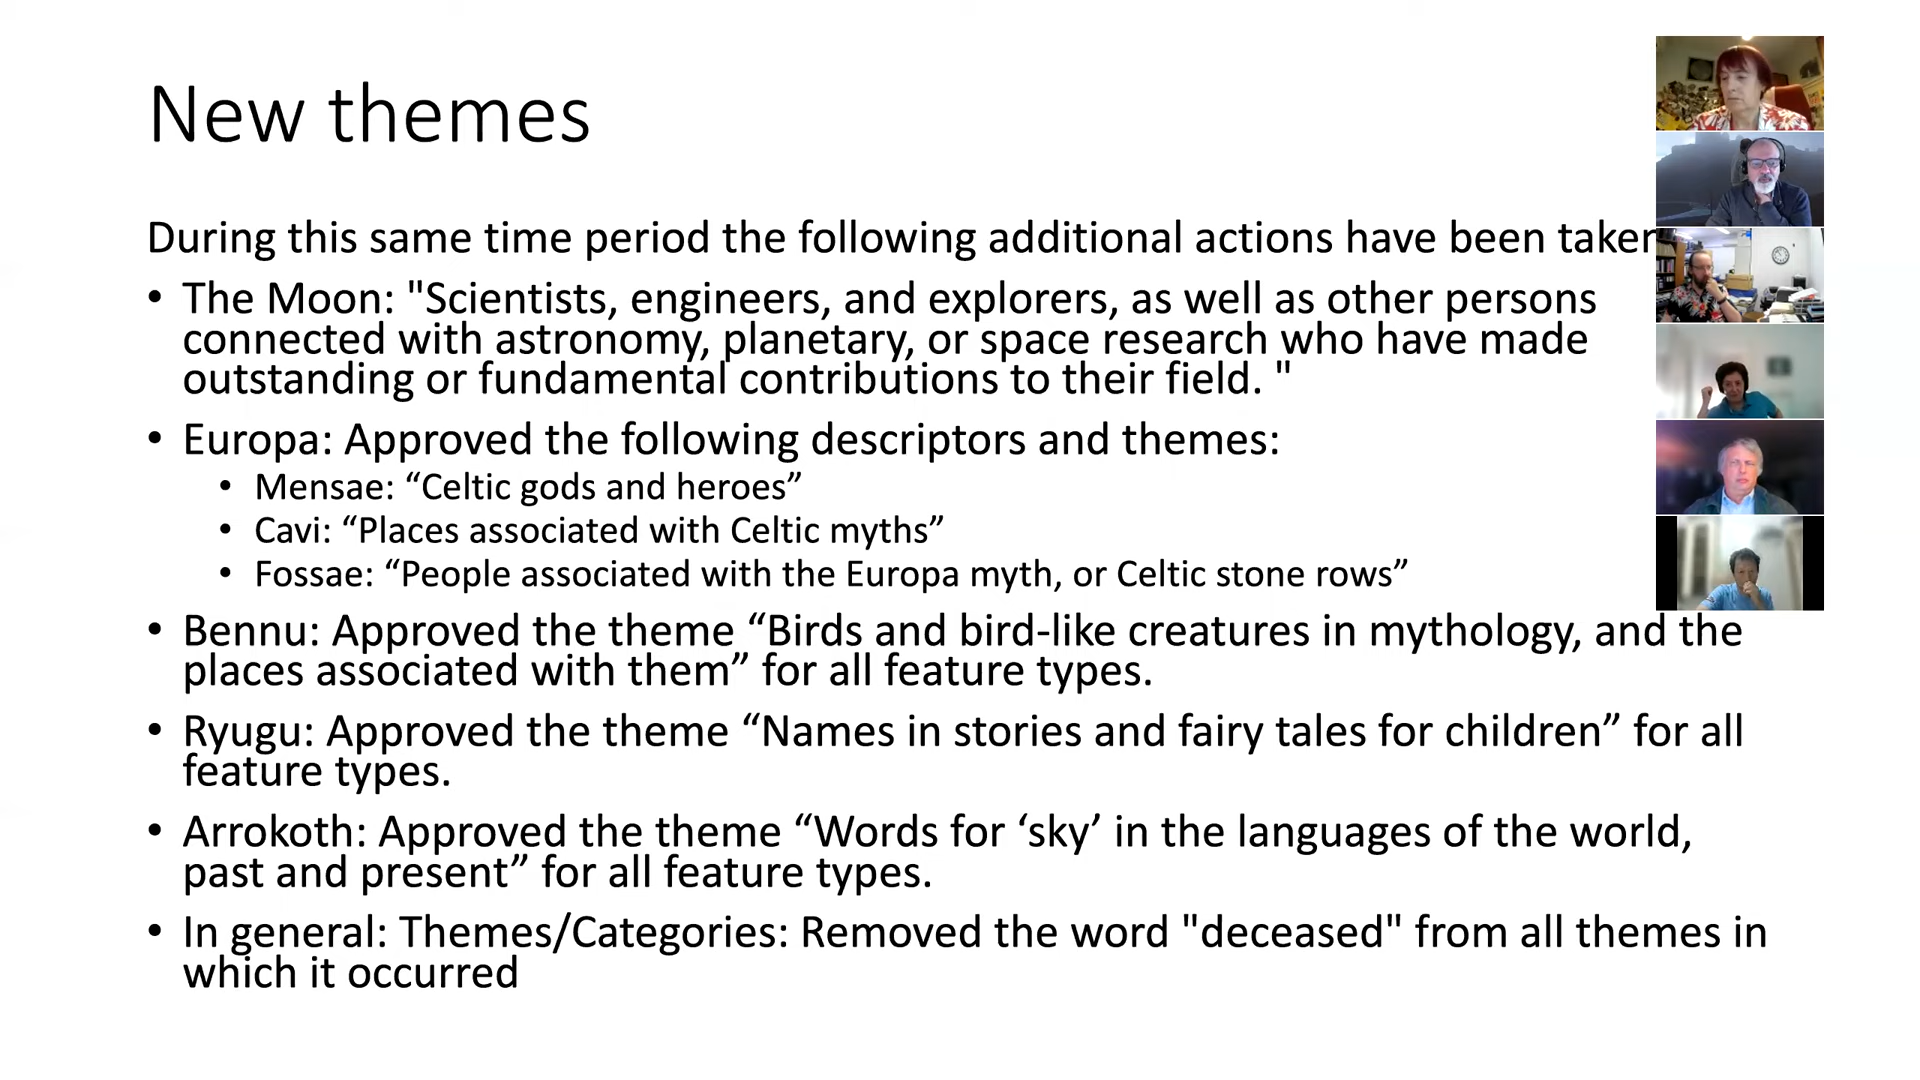 New themes
During this same time period the following additional actions have been taken
• The Moon: "Scientists, engineers, and explorers, as well as other persons
connected with astronomy, planetary, or space research who have made
outstanding or fundamental contributions to their field. "
• Europa: Approved the following descriptors and themes:
• Mensae: “Celtic gods and heroes”
• Cavi: “Places associated with Celtic myths”
• Fossae: “People associated with the Europa myth, or Celtic stone rows”
• Bennu: Approved the theme “Birds and bird-like creatures in mythology, and the
places associated with them” for all feature types.
• Ryugu: Approved the theme “Names in stories and fairy tales for children” for all
feature types.
• Arrokoth: Approved the theme “Words for ‘sky’ in the languages of the world,
past and present” for all feature types.
• In general: Themes/Categories: Removed the word "deceased" from all themes in
which it occurred